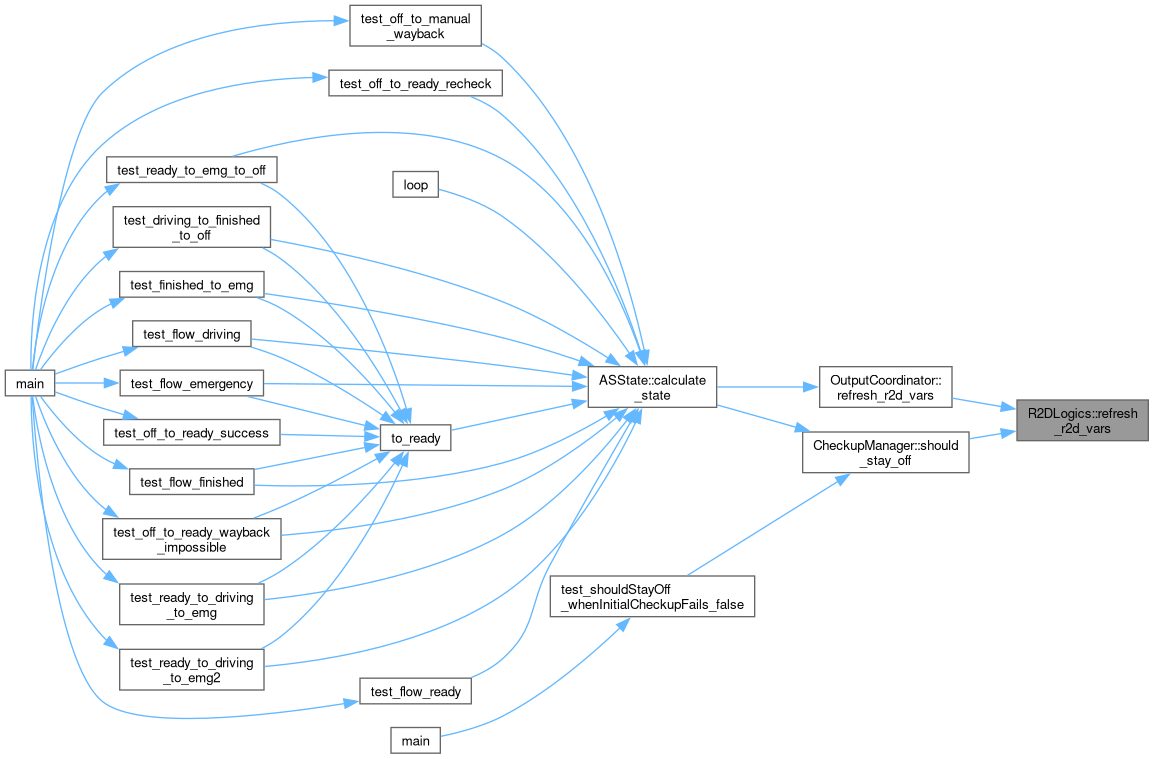 test_off_to_manual
_wayback
test_off_to_ready_recheck
test_ready_to_emg_to_off
loop
test_driving_to_finished
_to_off
test_finished_to_emg
test_flow_driving
main
test_flow_emergency
test_off_to_ready_success
to_ready
test_flow_finished
test_off_to_ready_wayback
_impossible
test_ready_to_driving
_to_emg
test_ready_to_driving
_to_emg2
test_flow_ready
main
test_shouldStayOff
_whenInitialCheckupFails_false
ASState::calculate
_state
OutputCoordinator::
refresh_r2d_vars
CheckupManager::should
_stay_off
R2DLogics::refresh
_r2d_vars